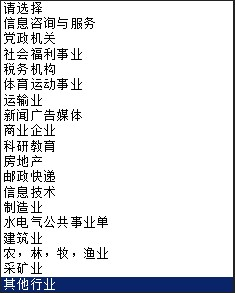 请选择
信息咨询与服务
党政机关
社会福利事业
税务机构
体育运动事业
运输业
新闻广告媒体
商业企业
科研教育
房地产
邮政快递
信息技术
制造业
水电气公共事业单
建筑业
农，林，牧，渔业
采矿业
其他行业